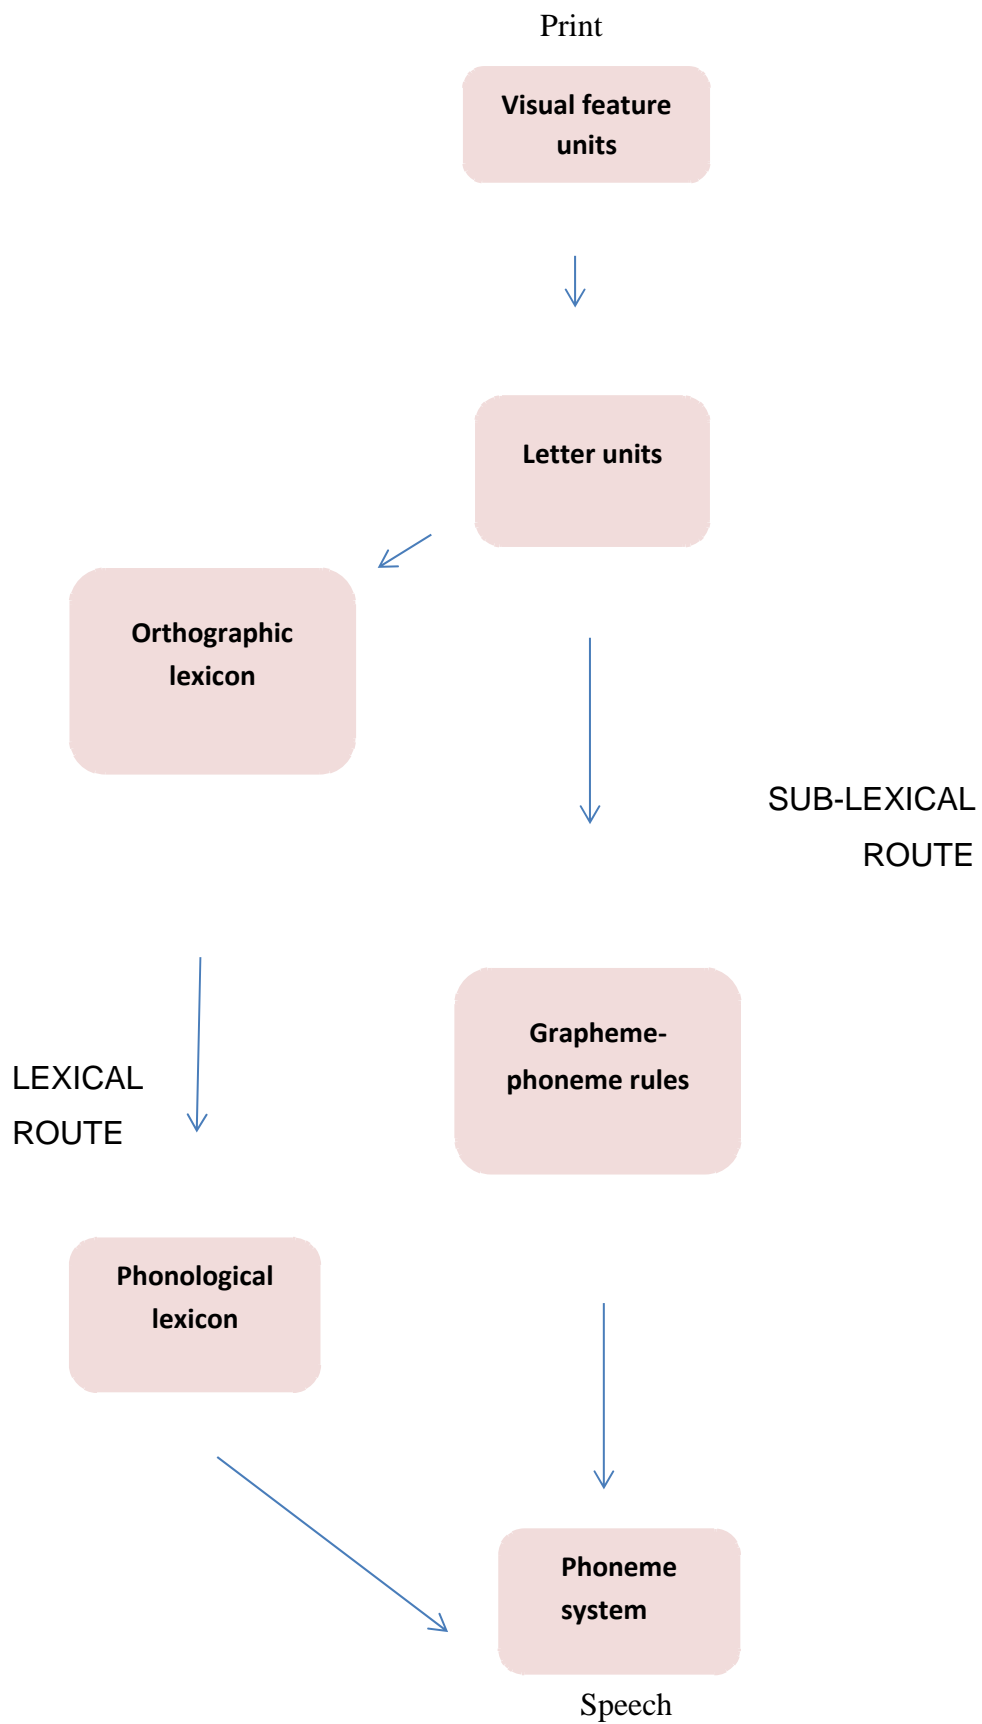 Print
Visual feature
units
Letter units
Orthographic
lexicon
SUB-LEXICAL
ROUTE
Grapheme-
phoneme rules
LEXICAL
ROUTE
Phonological
lexicon
Phoneme
system
Speech